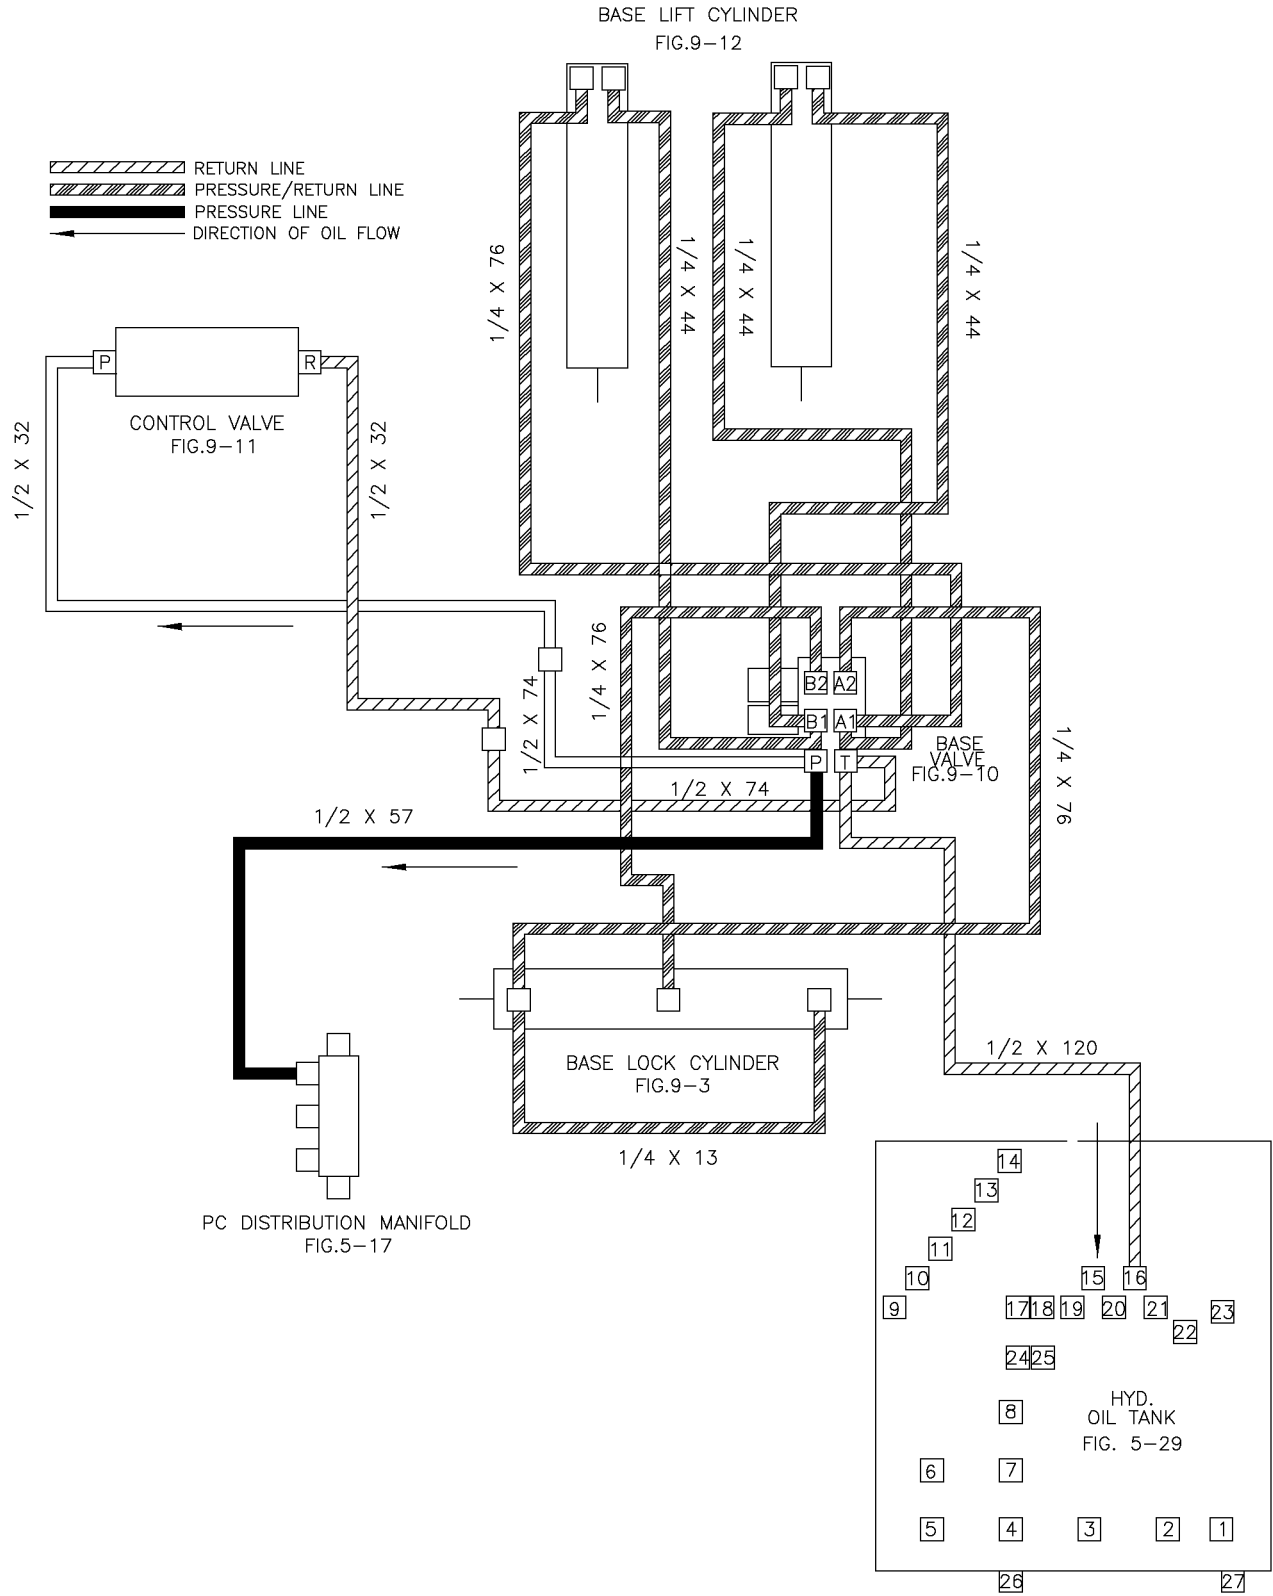 BASE LIFT CYLINDER
FIG.9-12
RETURN LINE
PRESSURE/RETURN LINE
PRESSURE LINE
DIRECTION OF OIL FLOW
1/4 X 76
1/4 X 44
1/4 X 44
1/4 X 44
P
R
CONTROL VALVE
FIG.9-11
1/2 X 32
1/2 X 32
1/4 X 76
1/2 X 74
B2
A2
B1
A1
P
T
BASE
VALVE
FIG.9-10
1/4 X 76
1/2 X 74
1/2 X 57
1/2 X 120
BASE LOCK CYLINDER
FIG.9-3
1/4 X 13
PC DISTRIBUTION MANIFOLD
FIG.5-17
14
13
12
11
10
15
16
9
17
18
19
20
21
23
22
24
25
8
HYD.
OIL TANK
FIG. 5-29
6
7
5
4
3
2
1
26
27